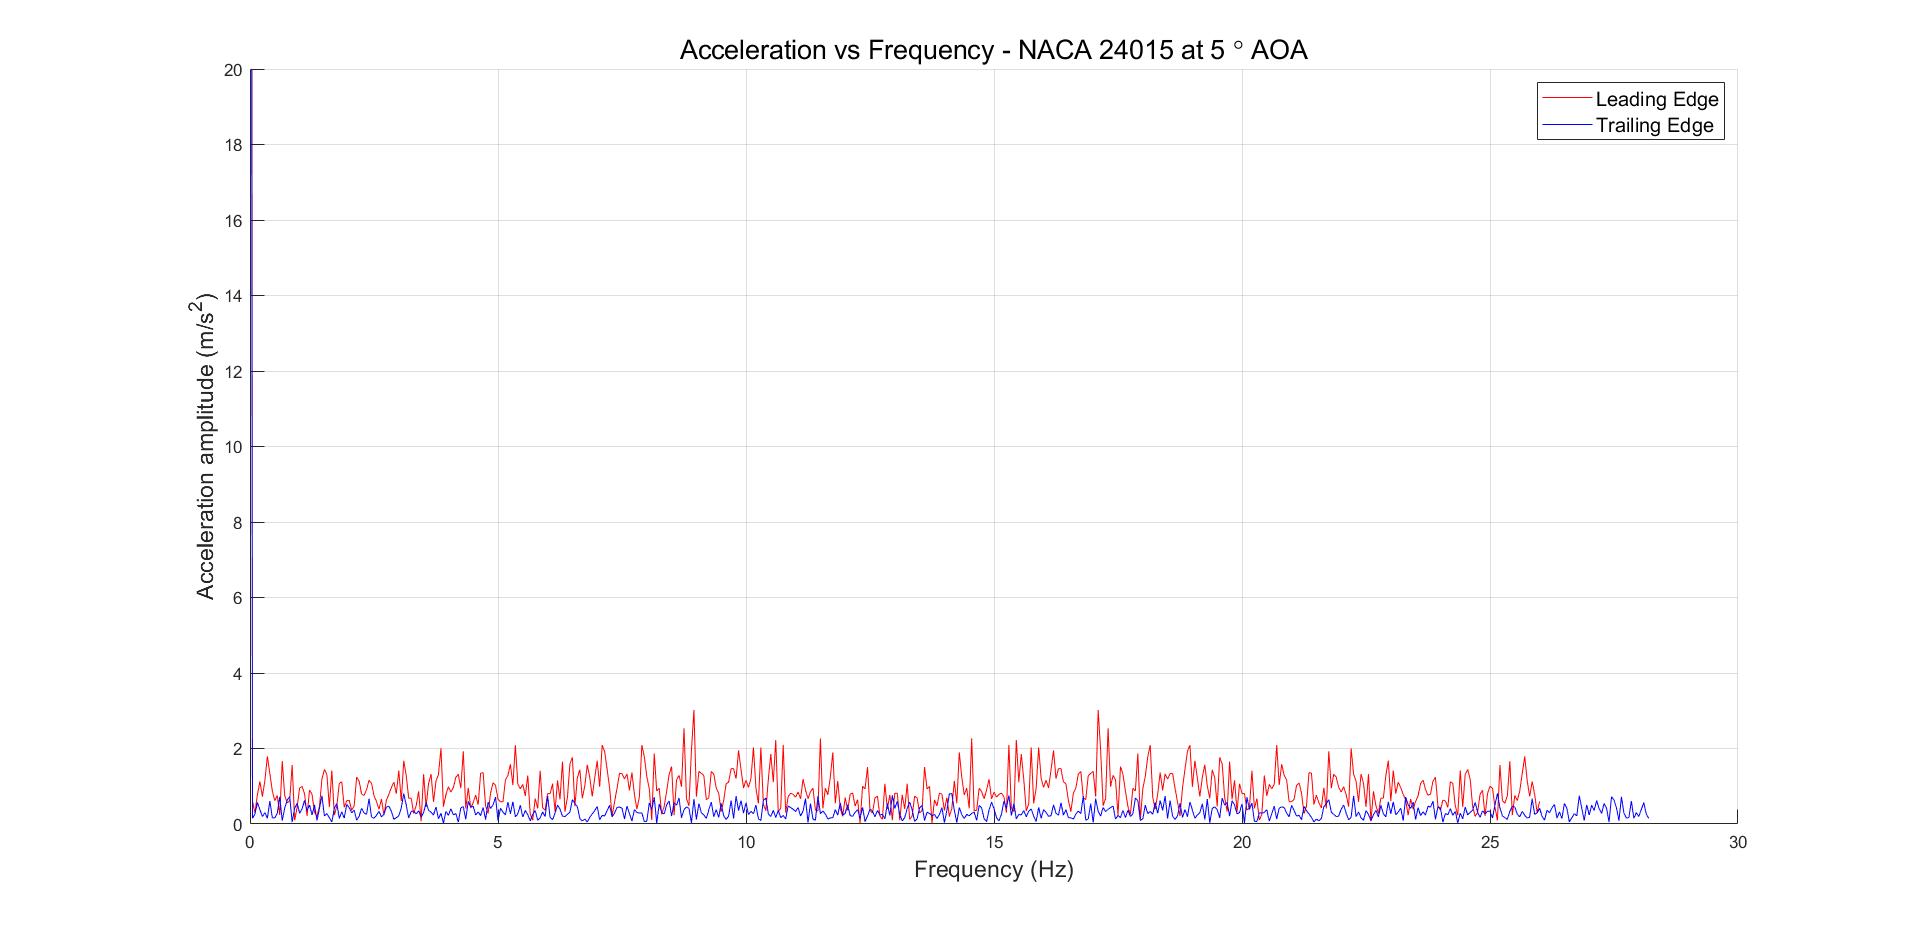 Acceleration vs Frequency - NACA 24015 at 5 ° AOA
Leading Edge
Trailing Edge
Acceleration amplitude (m/s²)
20
18
16
14
12
10
8
6
4
2
0
0 5 10 15 20 25 30
Frequency (Hz)